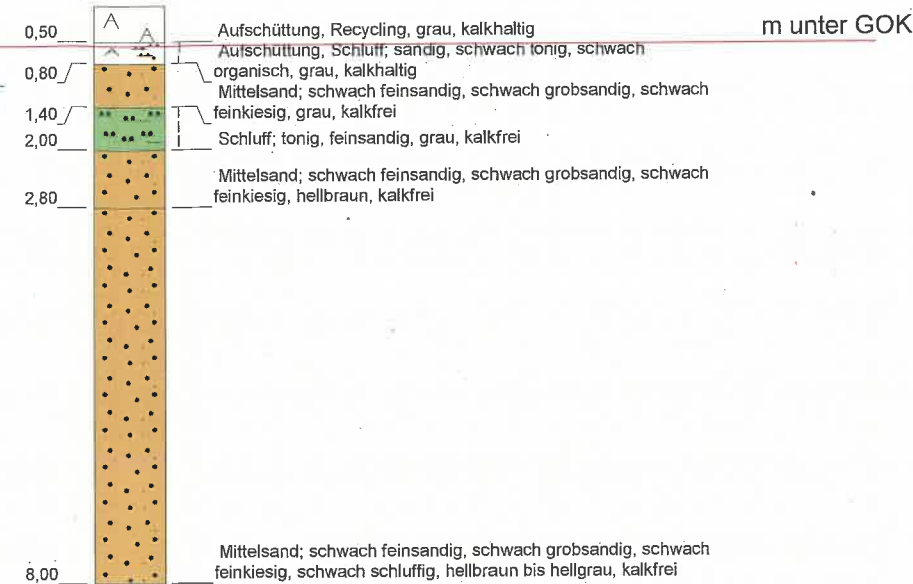 m unter GOK
A
A
0,50 Aufschüttung, Recycling, grau, kalkhaltig
A Aufschüttung, Schluff; sandig, schwach tonig, schwach
0,80 organisch, grau, kalkhaltig
Mittelsand; schwach feinsandig, schwach grobsandig, schwach
1,40 feinkiesig, grau, kalkfrei
2,00 Schluff; tonig, feinsandig, grau, kalkfrei
Mittelsand; schwach feinsandig, schwach grobsandig, schwach
2,80 feinkiesig, hellbraun, kalkfrei
Mittelsand; schwach feinsandig, schwach grobsandig, schwach
8,00 feinkiesig, schwach schluffig, hellbraun bis hellgrau, kalkfrei